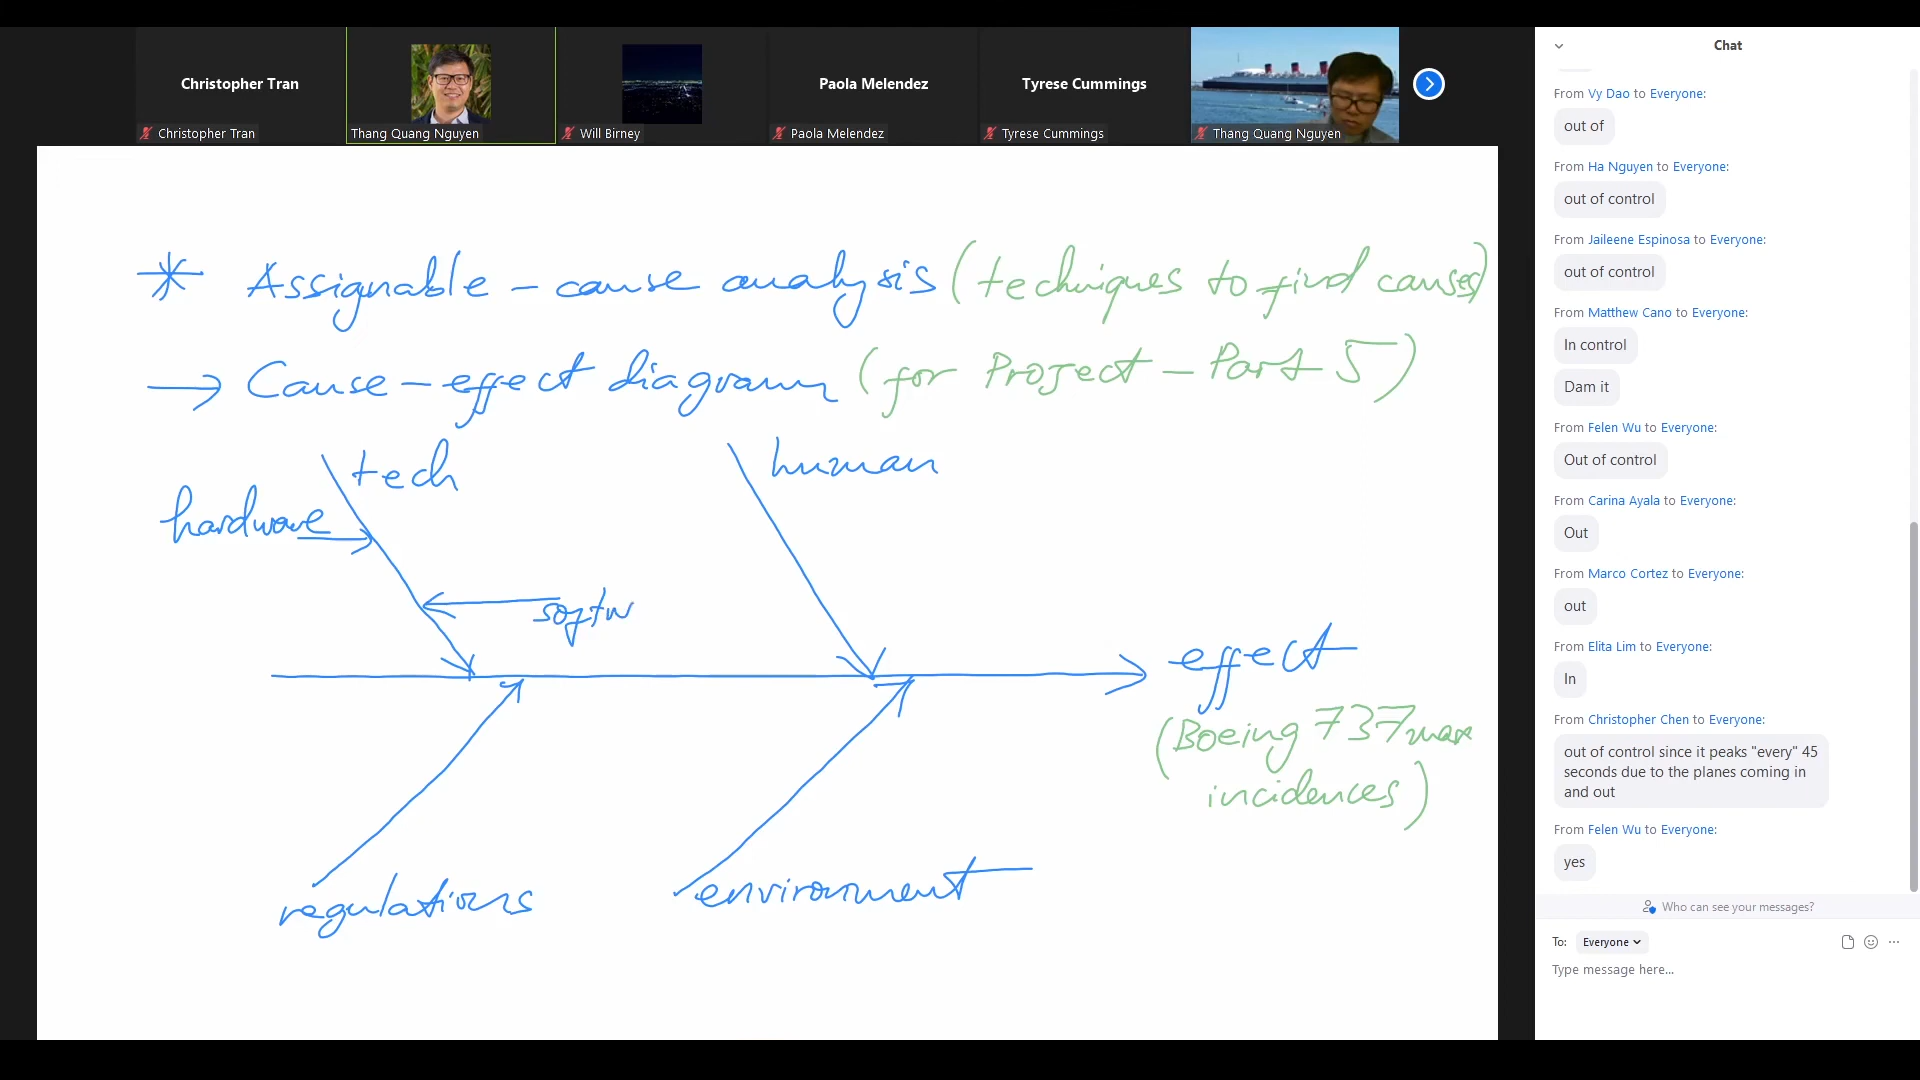 Christopher Tran
Paola Melendez
Tyrese Cummings
Christopher Tran
Thang Quang Nguyen
Will Birney
Paola Melendez
Tyrese Cummings
Thang Quang Nguyen
* Assignable-cause analysis (techniques to find causes)
→ Cause-effect diagram (for Project-Part 5)
tech
human
hardware
softw
effect
(Boeing 737 max
incidences)
regulations
environment
Chat
From Vy Dao to Everyone:
out of
From Ha Nguyen to Everyone:
out of control
From Jaileene Espinosa to Everyone:
out of control
From Matthew Cano to Everyone:
In control
Dam it
From Felen Wu to Everyone:
Out of control
From Carina Ayala to Everyone:
Out
From Marco Cortez to Everyone:
out
From Elita Lim to Everyone:
In
From Christopher Chen to Everyone:
out of control since it peaks "every" 45
seconds due to the planes coming in
and out
From Felen Wu to Everyone:
yes
Who can see your messages?
To: Everyone
Type message here...